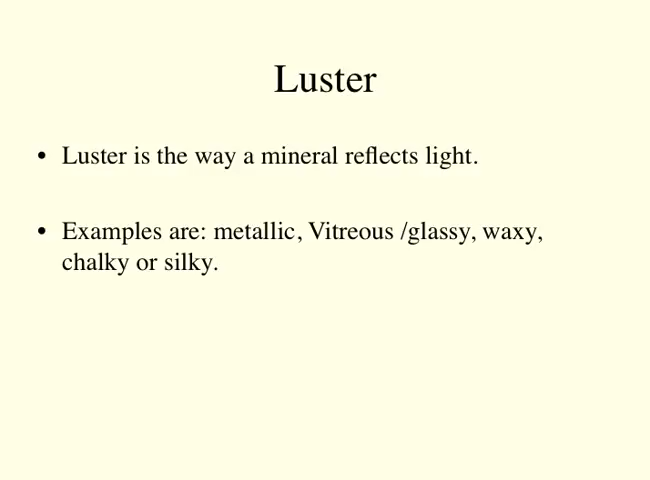 Luster
• Luster is the way a mineral reflects light.
• Examples are: metallic, Vitreous /glassy, waxy,
chalky or silky.